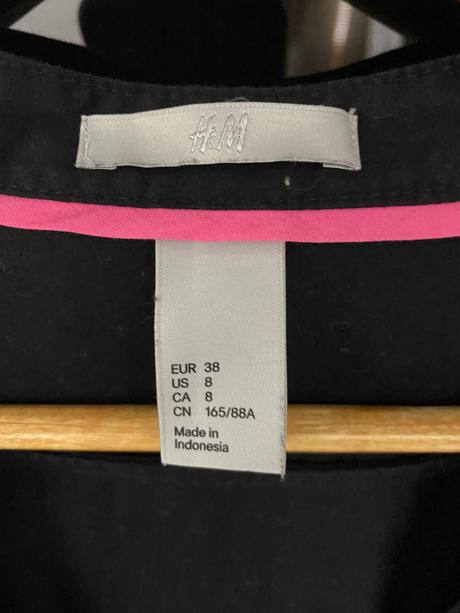 H&M
EUR 38
US 8
CA 8
CN 165/88A
Made in
Indonesia